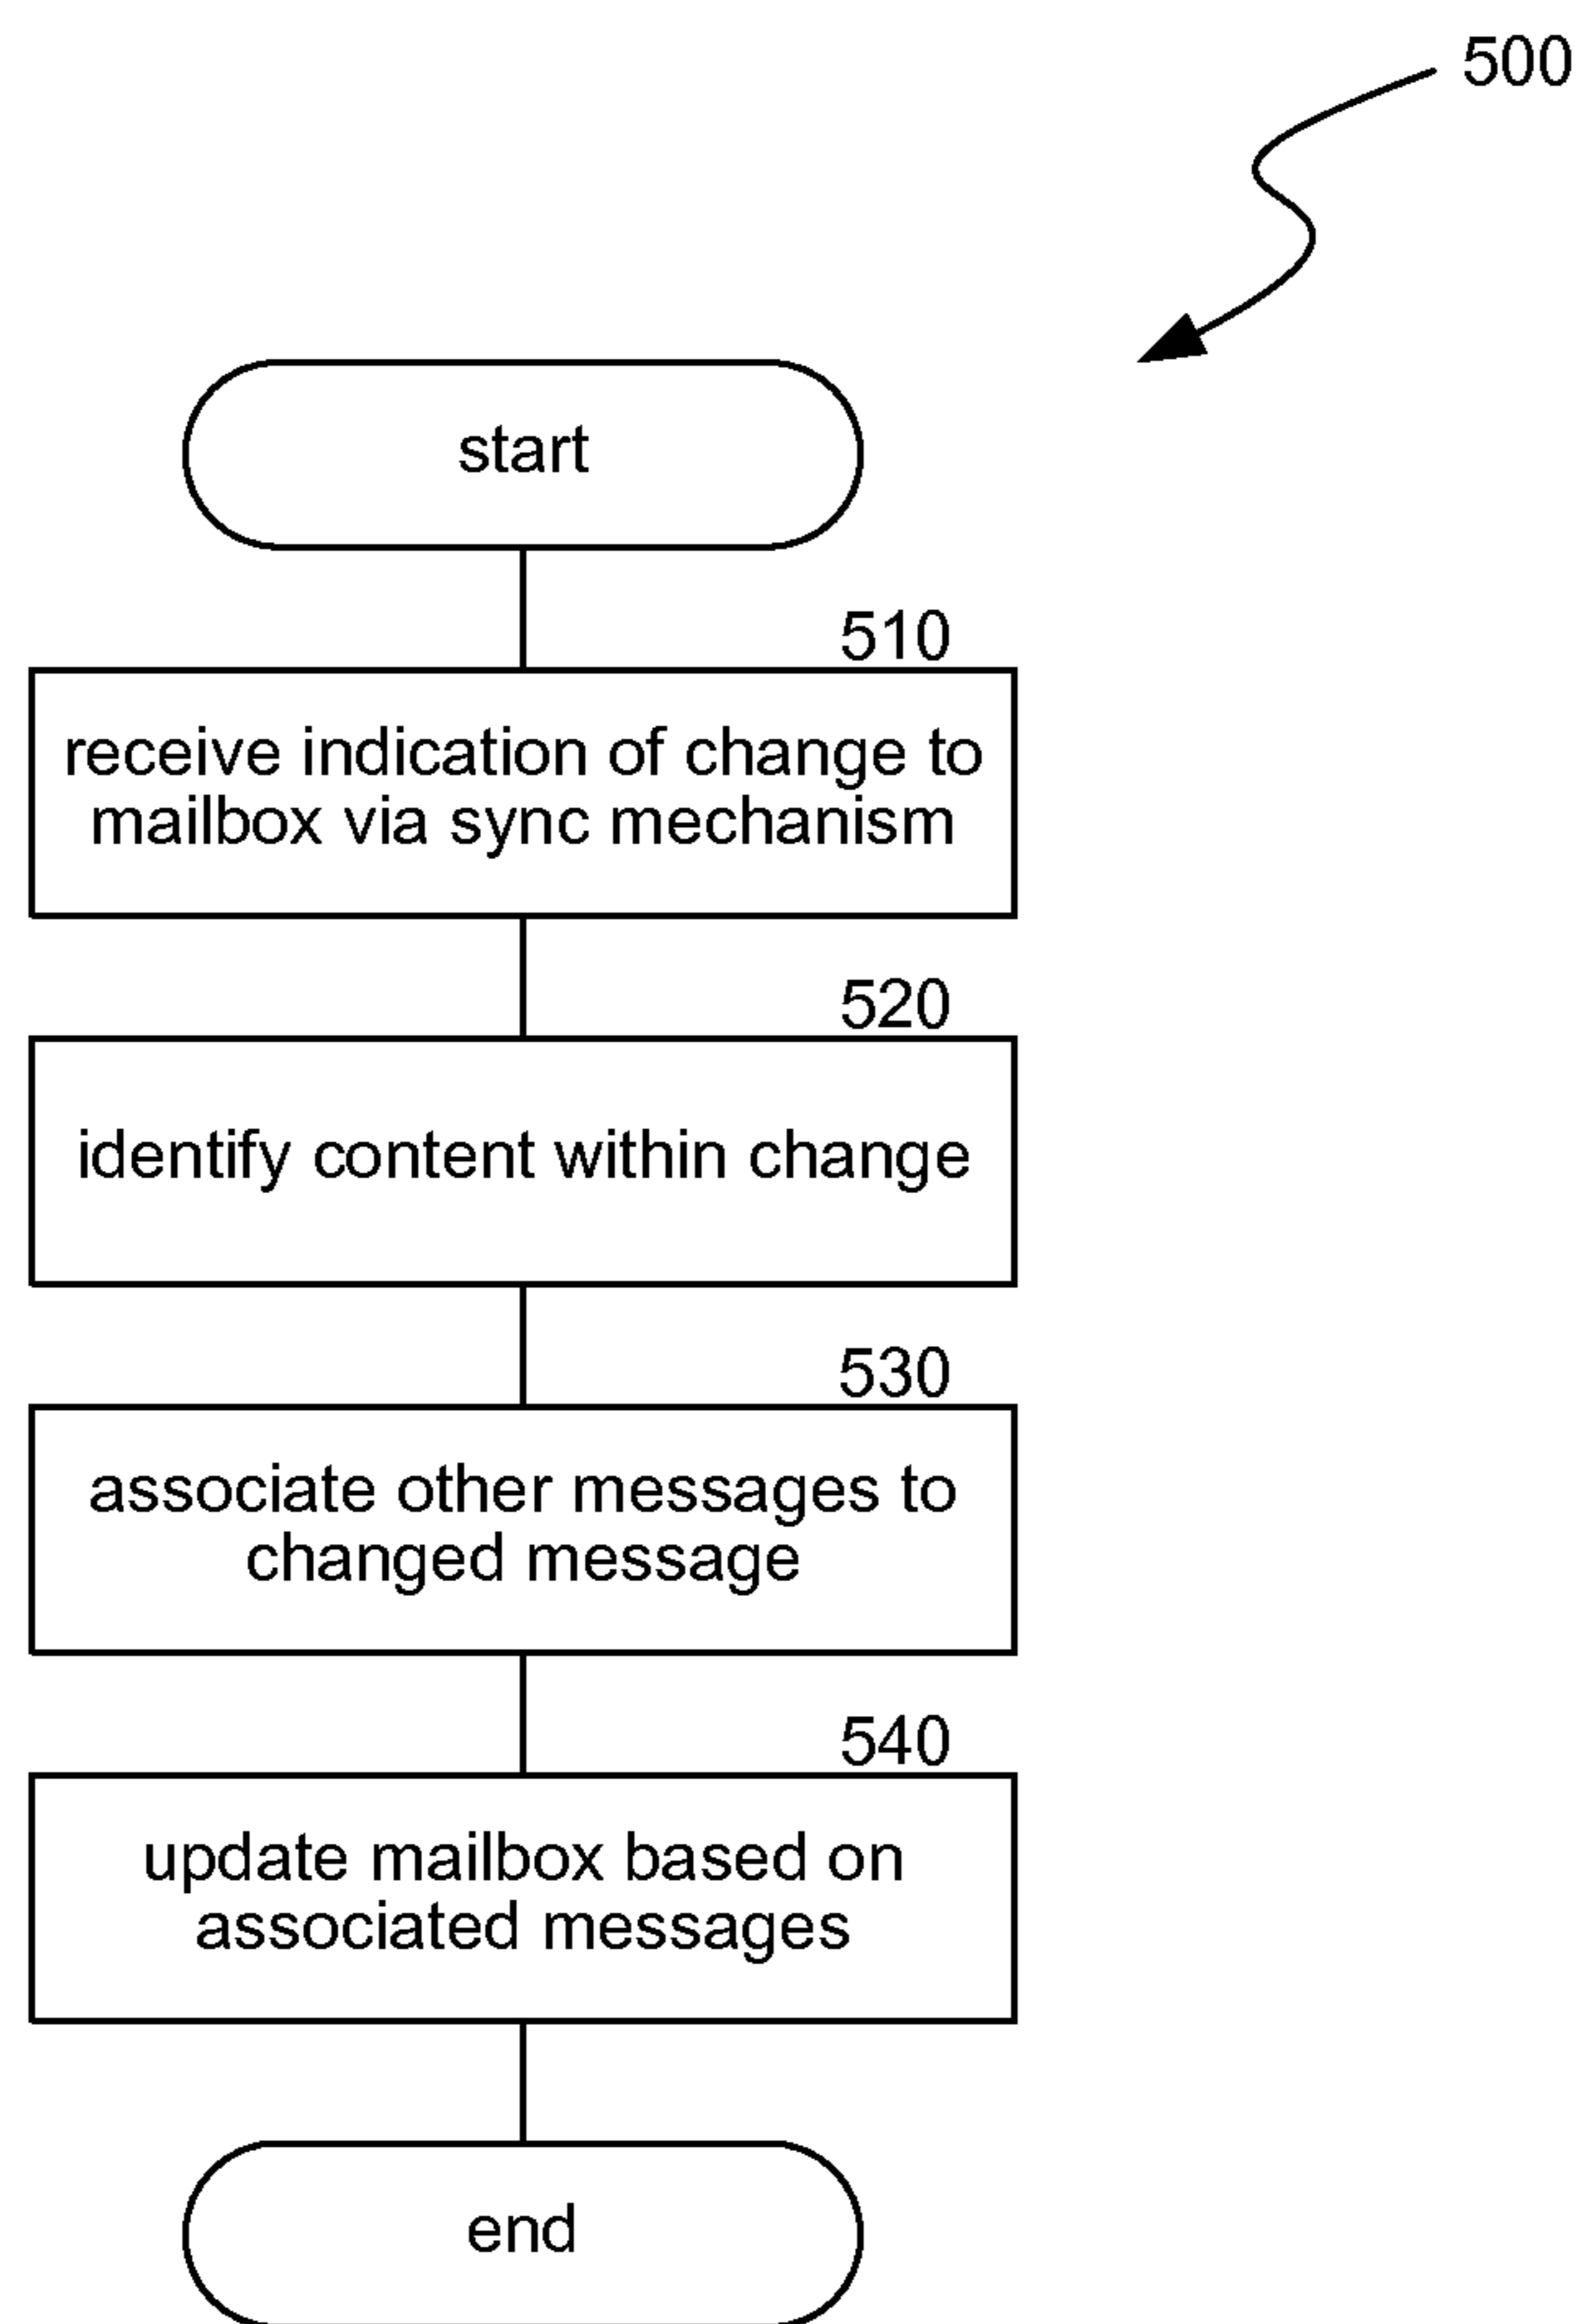 500
start
510
receive indication of change to
mailbox via sync mechanism
520
identify content within change
530
associate other messages to
changed message
540
update mailbox based on
associated messages
end